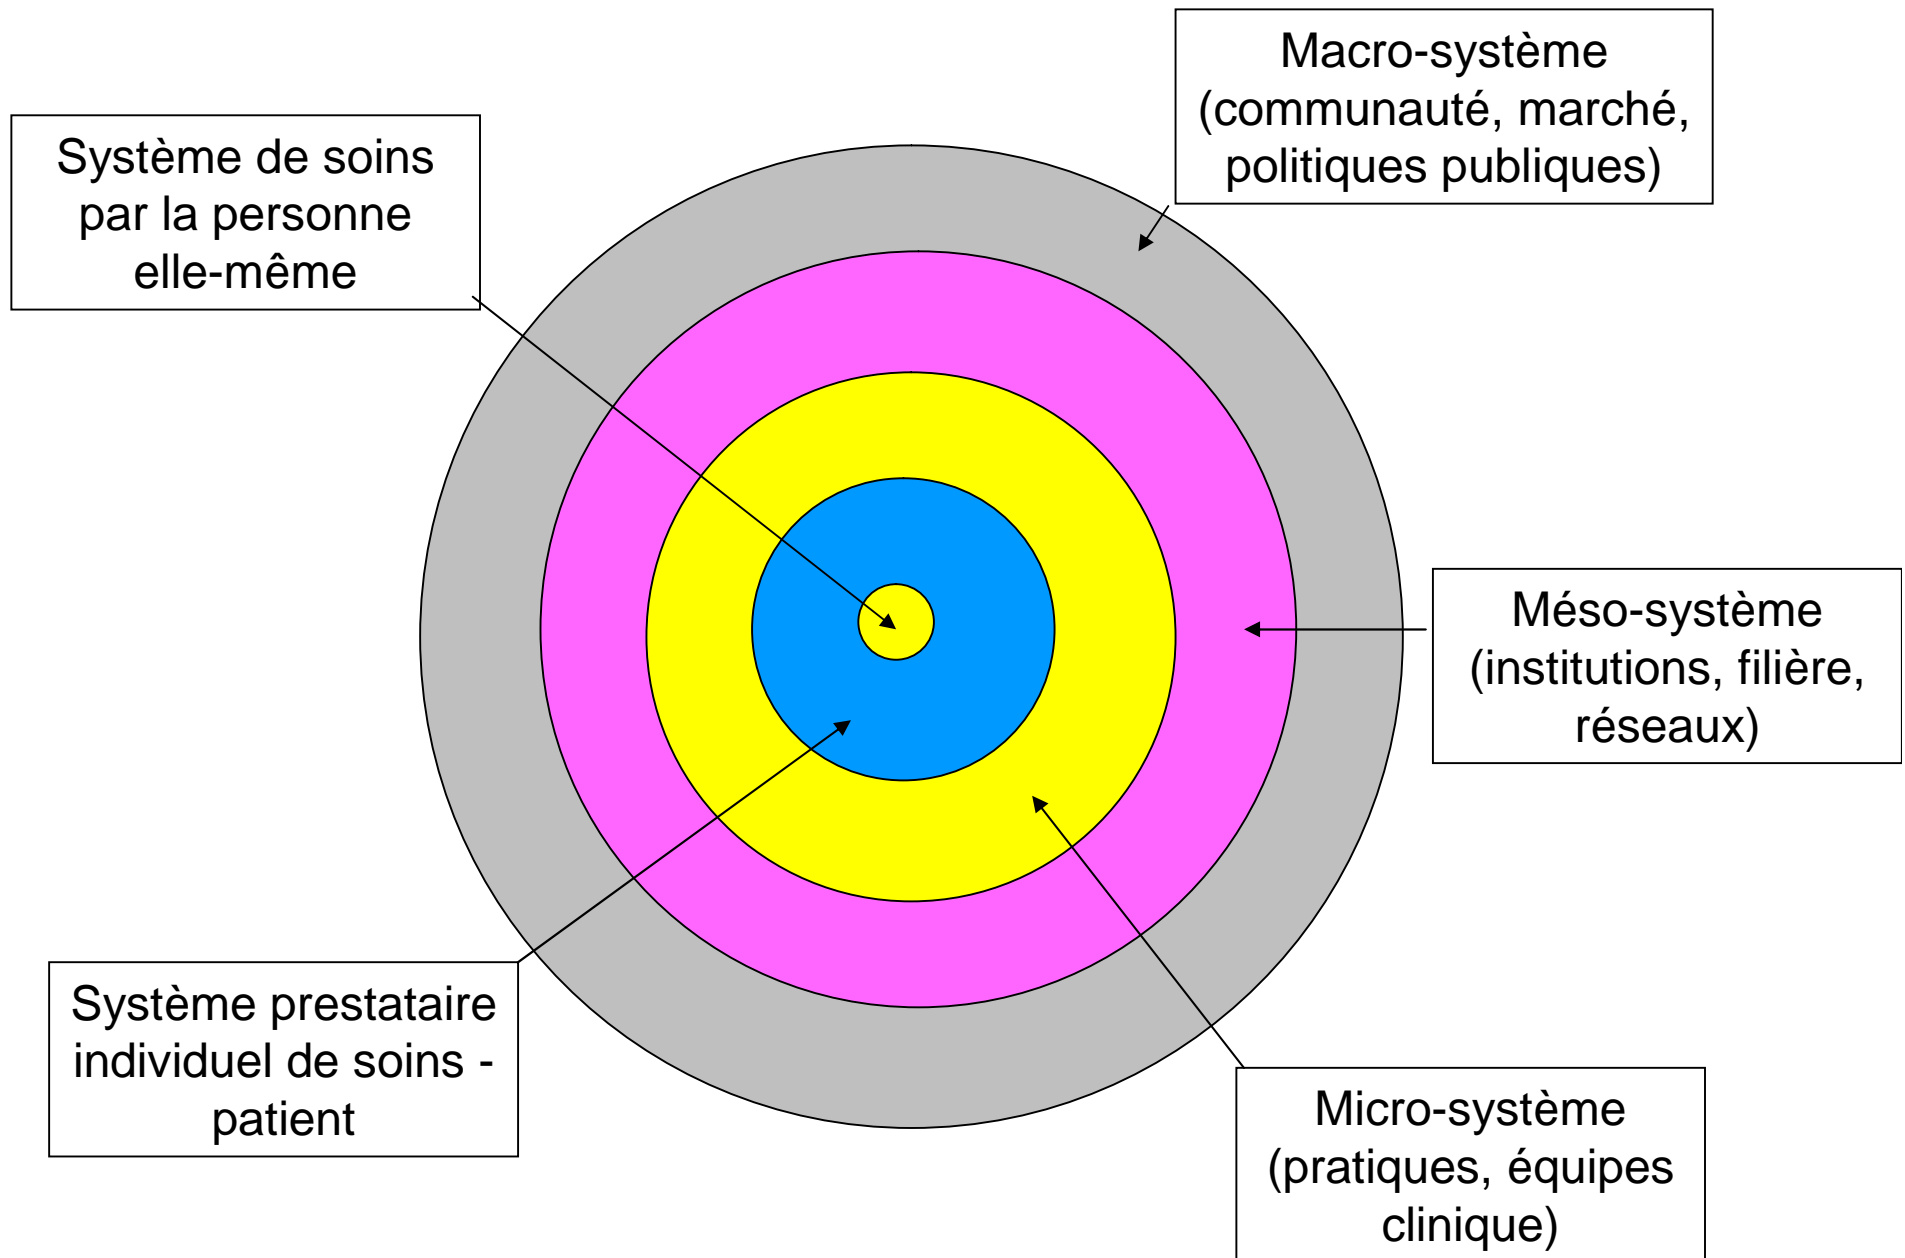 Macro-système
(communauté, marché,
politiques publiques)
Système de soins
par la personne
elle-même
Méso-système
(institutions, filière,
réseaux)
Système prestataire
individuel de soins -
patient
Micro-système
(pratiques, équipes
clinique)